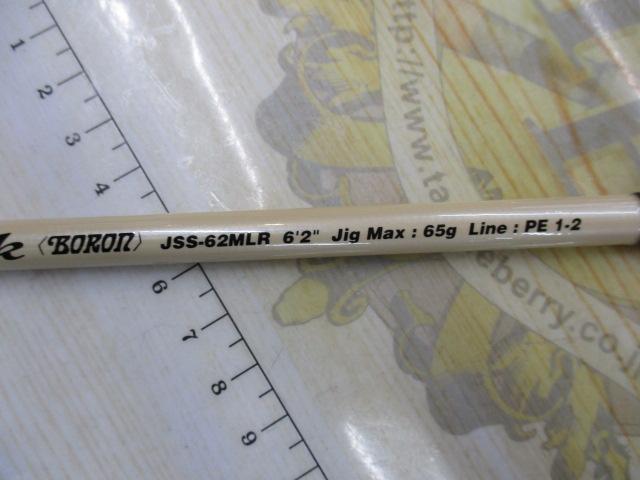 k 〈BORON〉 JSS-62MLR 6'2" Jig Max : 65g Line : PE 1-2
1
2
3
4
6
7
8
9
http://www.ta
eberry.co.